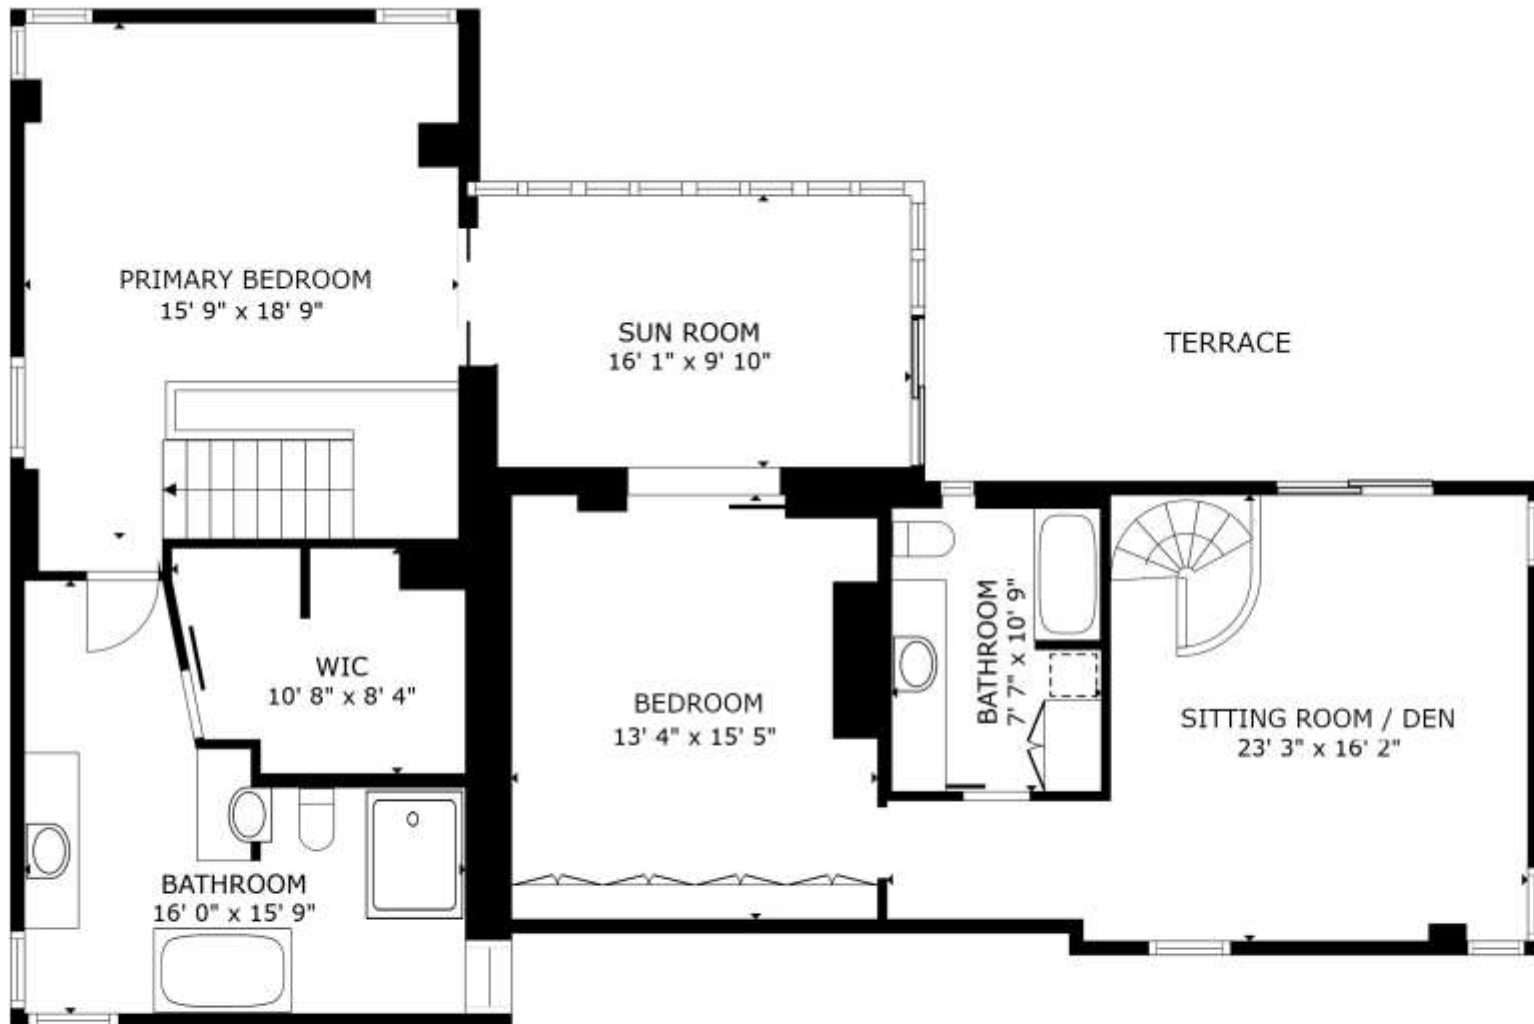 PRIMARY BEDROOM
15' 9" x 18' 9"
SUN ROOM
16' 1" x 9' 10"
TERRACE
WIC
10' 8" x 8' 4"
BEDROOM
13' 4" x 15' 5"
BATHROOM
7' 7" x 10' 9"
SITTING ROOM / DEN
23' 3" x 16' 2"
BATHROOM
16' 0" x 15' 9"